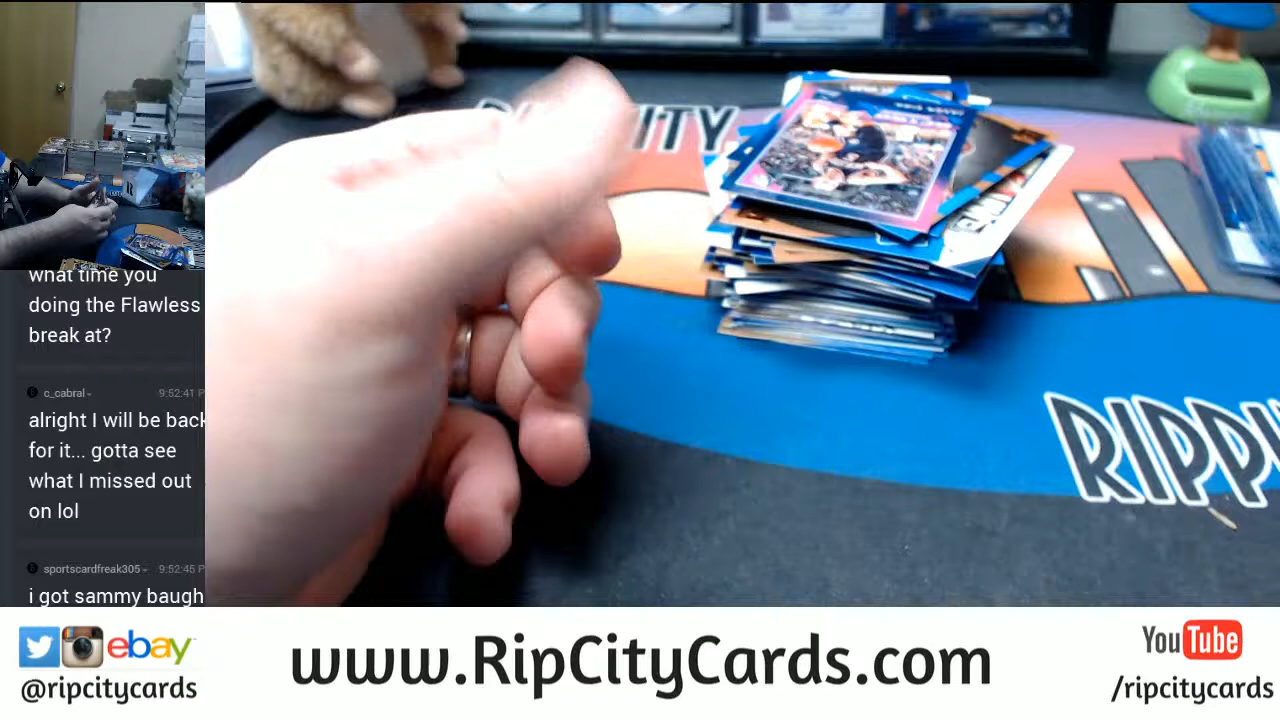 what time you
doing the Flawless
break at?
c_cabral
9:52:41 P
alright I will be back
for it... gotta see
what I missed out
on lol
sportscardfreak305
9:52:45 P
i got sammy baugh
CITY
RIPPI
ebay
@ripcitycards
www.RipCityCards.com
YouTube
/ripcitycards